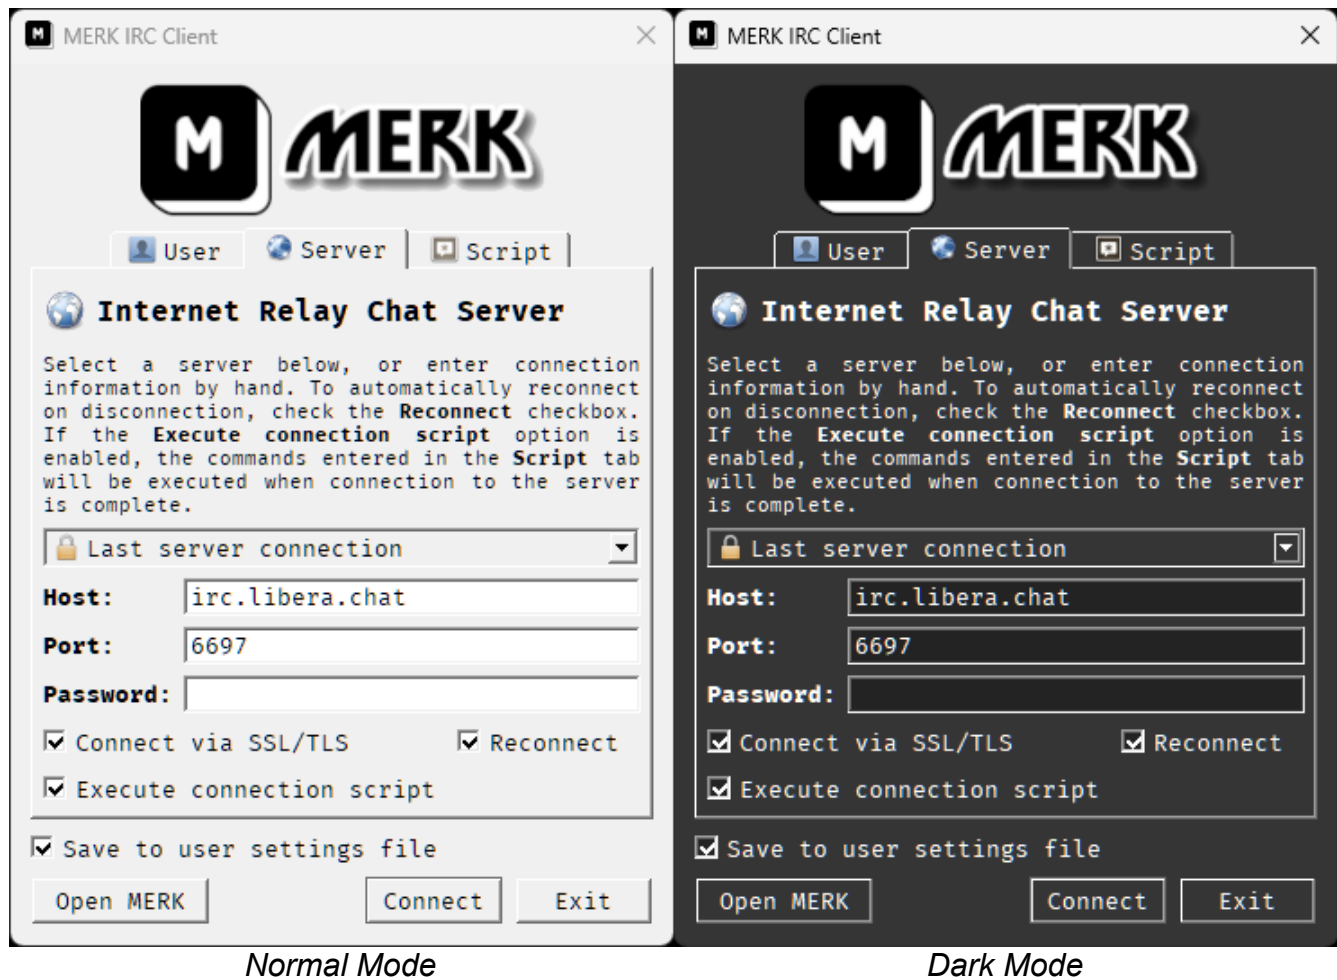 MERK IRC Client
M MERK
User Server Script
Internet Relay Chat Server
Select a server below, or enter connection
information by hand. To automatically reconnect
on disconnection, check the Reconnect checkbox.
If the Execute connection script option is
enabled, the commands entered in the Script tab
will be executed when connection to the server
is complete.
Last server connection
Host: irc.libera.chat
Port: 6697
Password:
Connect via SSL/TLS Reconnect
Execute connection script
Save to user settings file
Open MERK Connect Exit
Normal Mode
MERK IRC Client
M MERK
User Server Script
Internet Relay Chat Server
Select a server below, or enter connection
information by hand. To automatically reconnect
on disconnection, check the Reconnect checkbox.
If the Execute connection script option is
enabled, the commands entered in the Script tab
will be executed when connection to the server
is complete.
Last server connection
Host: irc.libera.chat
Port: 6697
Password:
Connect via SSL/TLS Reconnect
Execute connection script
Save to user settings file
Open MERK Connect Exit
Dark Mode